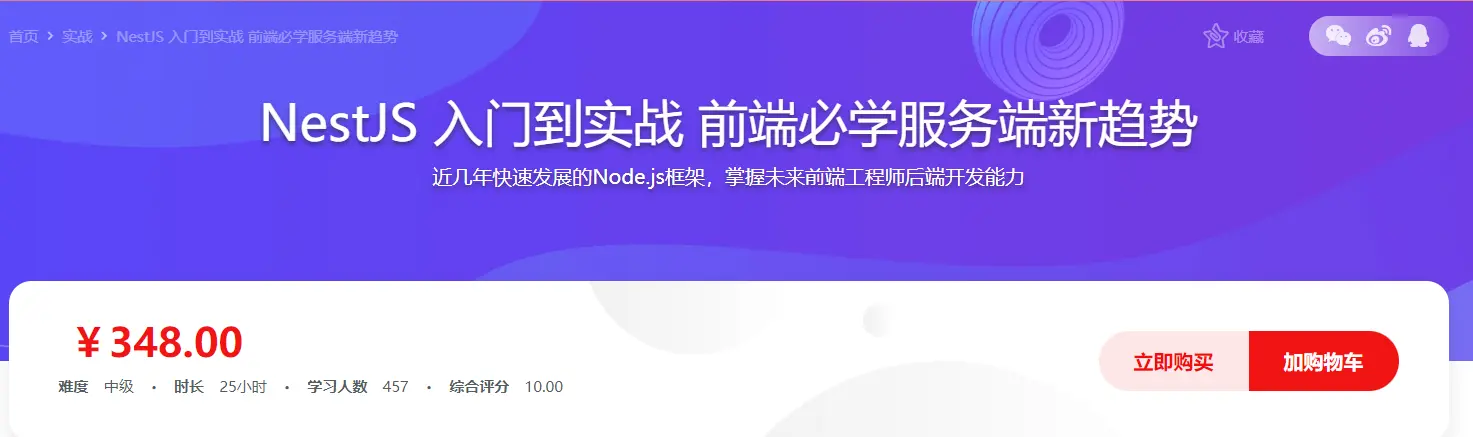 首页 > 实战 > NestJS 入门到实战 前端必学服务端新趋势
收藏
NestJS 入门到实战 前端必学服务端新趋势
近几年快速发展的Node.js框架，掌握未来前端工程师后端开发能力
￥348.00
难度 中级 · 时长 25小时 · 学习人数 457 · 综合评分 10.00
立即购买
加购物车